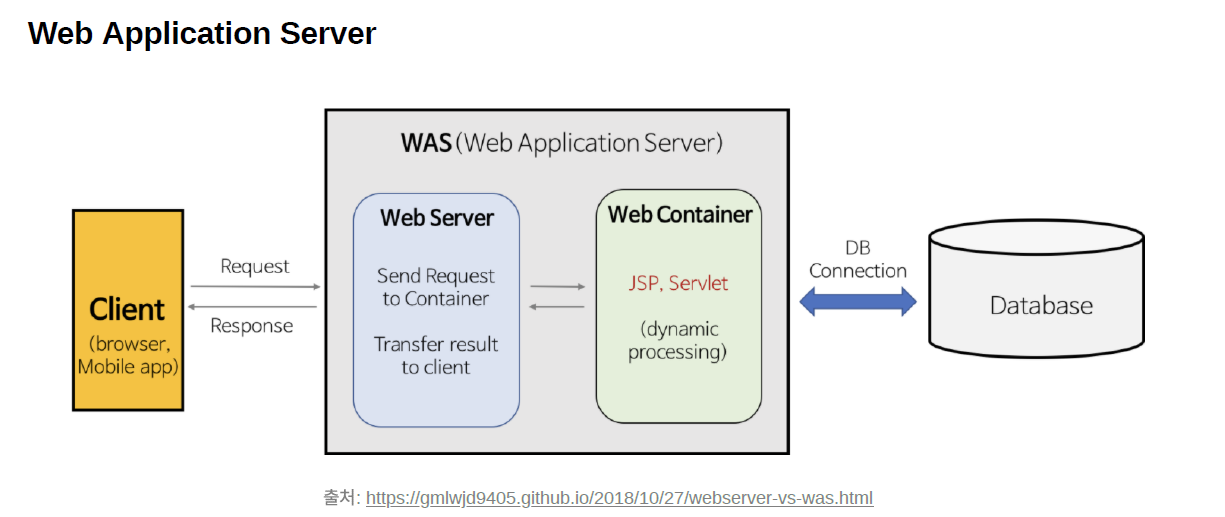 Web Application Server
WAS(Web Application Server)
Client
(browser,
Mobile app)
Request
Response
Web Server
Send Request
to Container
Transfer result
to client
Web Container
JSP, Servlet
(dynamic
processing)
DB
Connection
Database
출처: https://gmlwjd9405.github.io/2018/10/27/webserver-vs-was.html